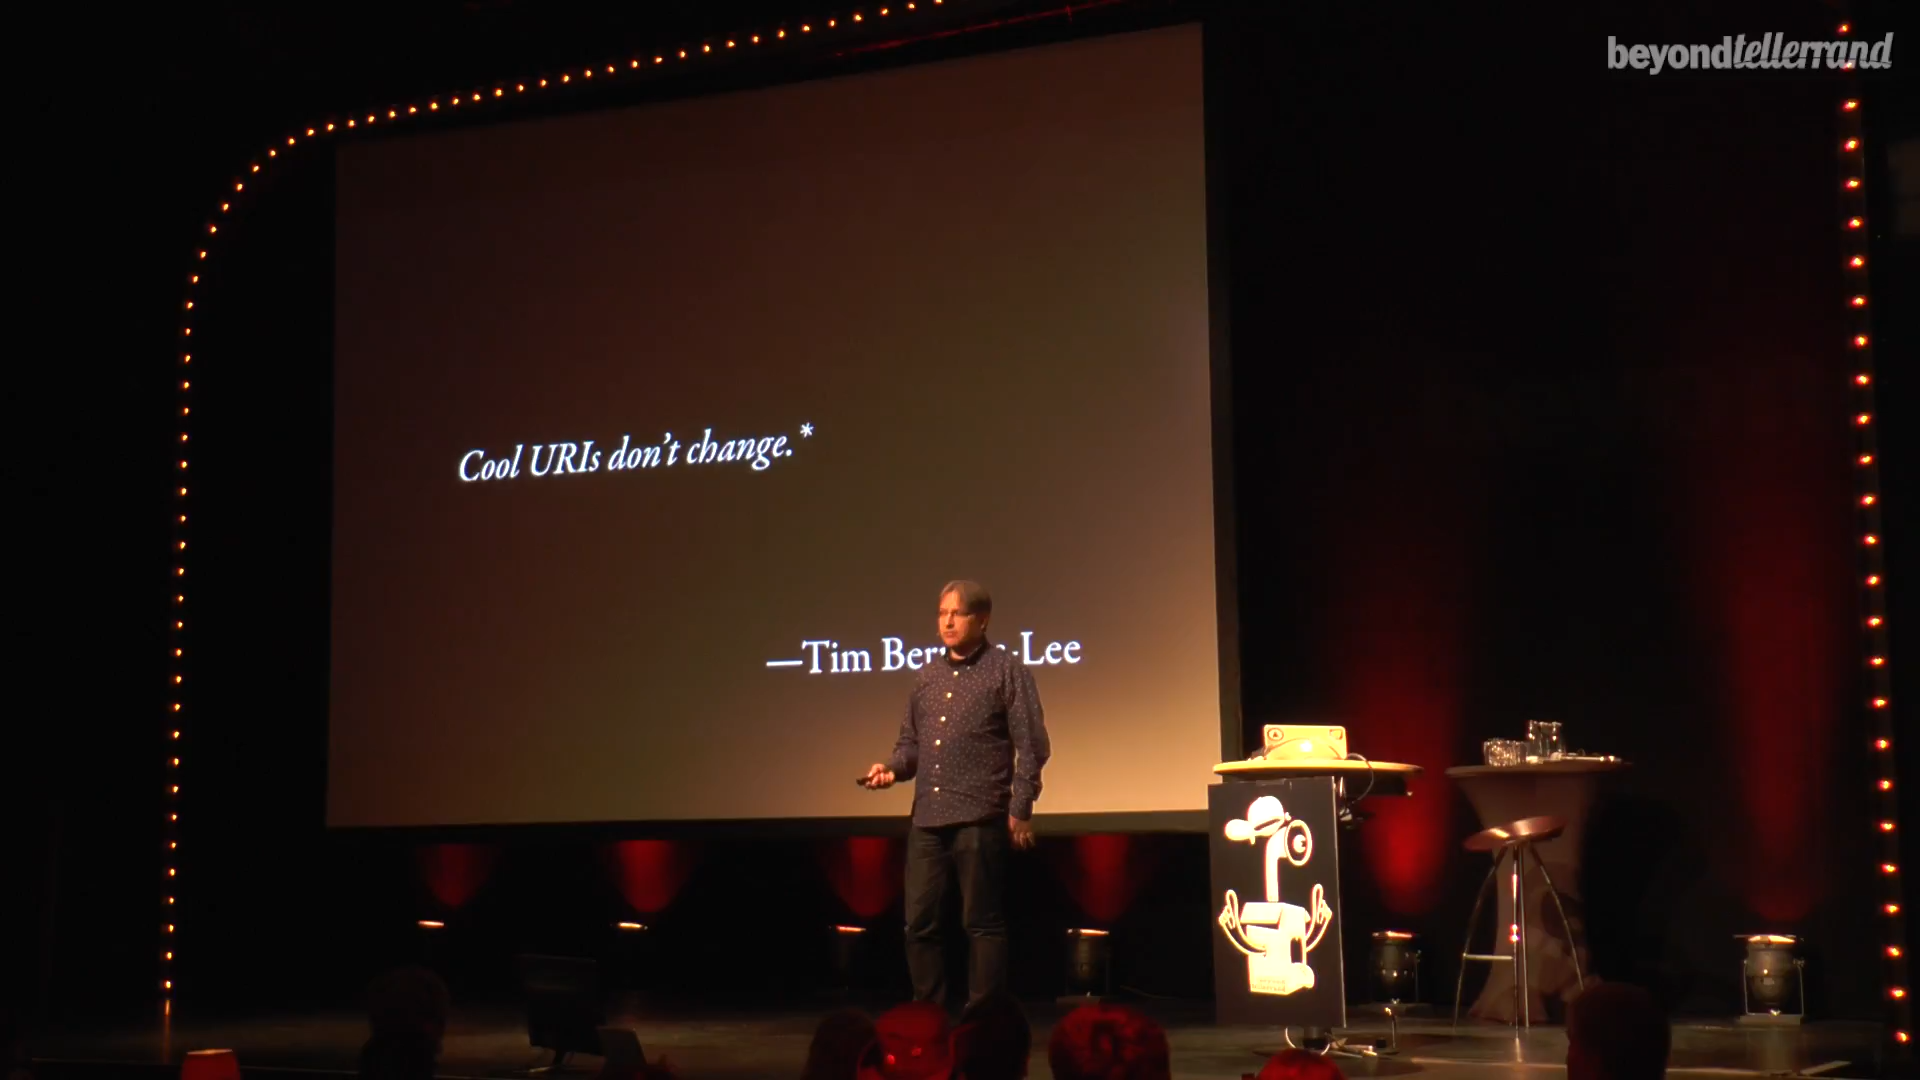 beyondtellerrand
Cool URIs don't change.*
—Tim Ber -Lee